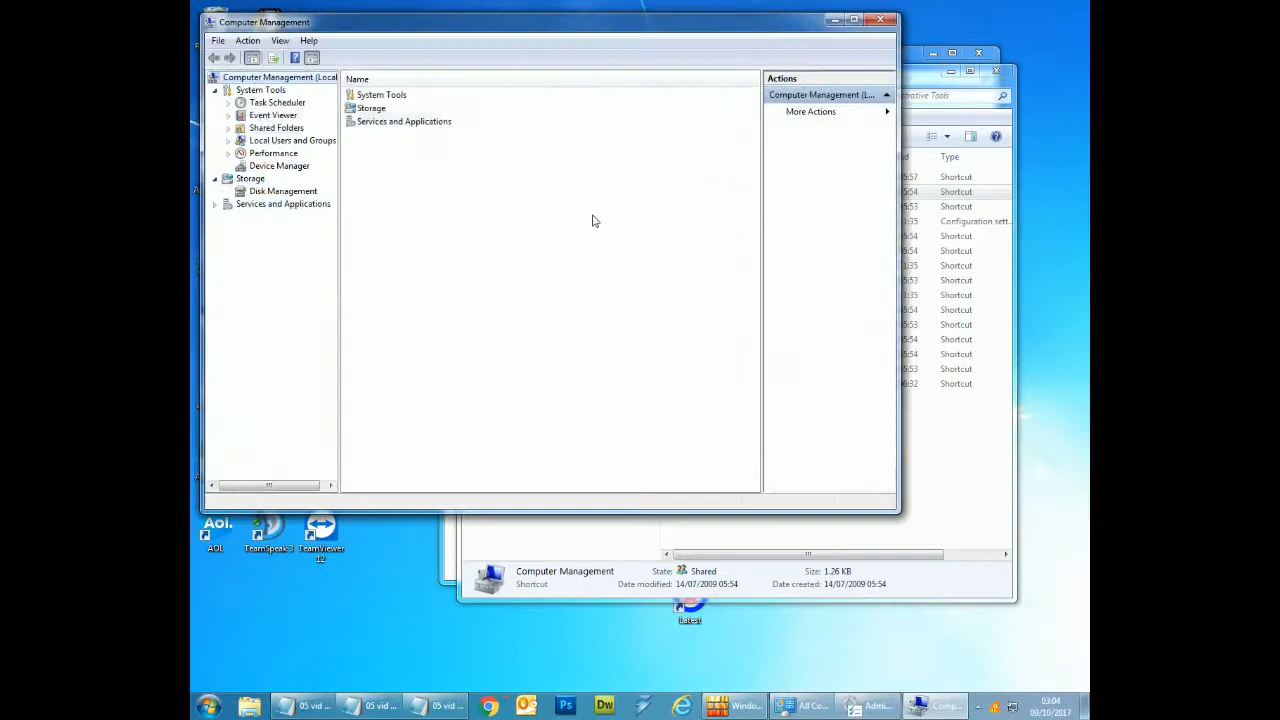 Computer Management
File Action View Help
Computer Management (Local
System Tools
Task Scheduler
Event Viewer
Shared Folders
Local Users and Groups
Performance
Device Manager
Storage
Disk Management
Services and Applications
Name
System Tools
Storage
Services and Applications
Actions
Computer Management (L...
More Actions
Type
Shortcut
Shortcut
Shortcut
Configuration sett...
Shortcut
Shortcut
Shortcut
Shortcut
Shortcut
Shortcut
Shortcut
Shortcut
Shortcut
Shortcut
Shortcut
Aol.
AOL
TeamSpeak 3
TeamViewer
12
Computer Management
Shortcut
State: Shared
Date modified: 14/07/2009 05:54
Size: 1.26 KB
Date created: 14/07/2009 05:54
Latest
05 vid ...
05 vid ...
05 vid ...
Ps
Dw
Windo...
All Co...
Admi...
Comp...
03:04
09/10/2017